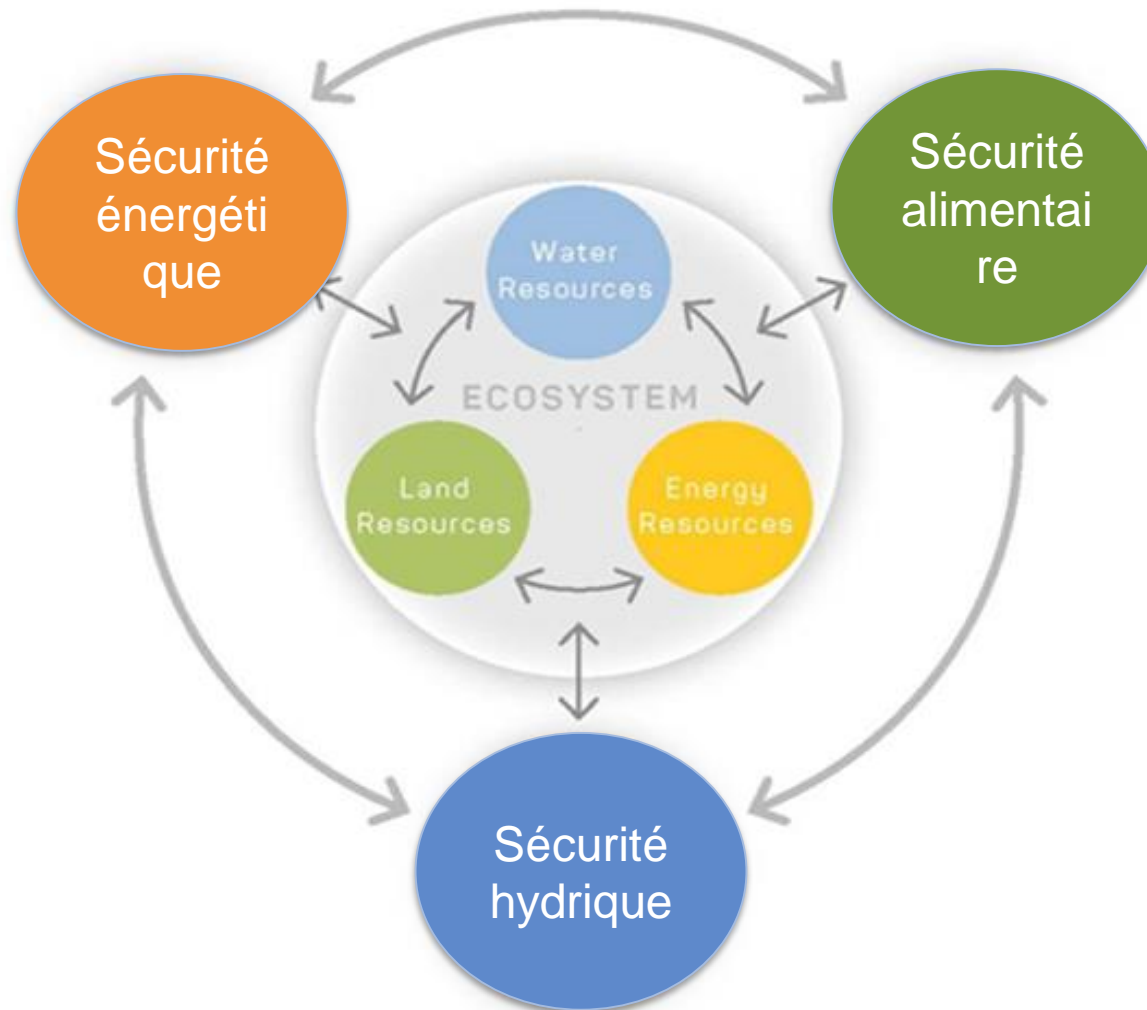 Sécurité
énergéti
que
Sécurité
alimentai
re
Water
Resources
ECOSYSTEM
Land
Resources
Energy
Resources
Sécurité
hydrique